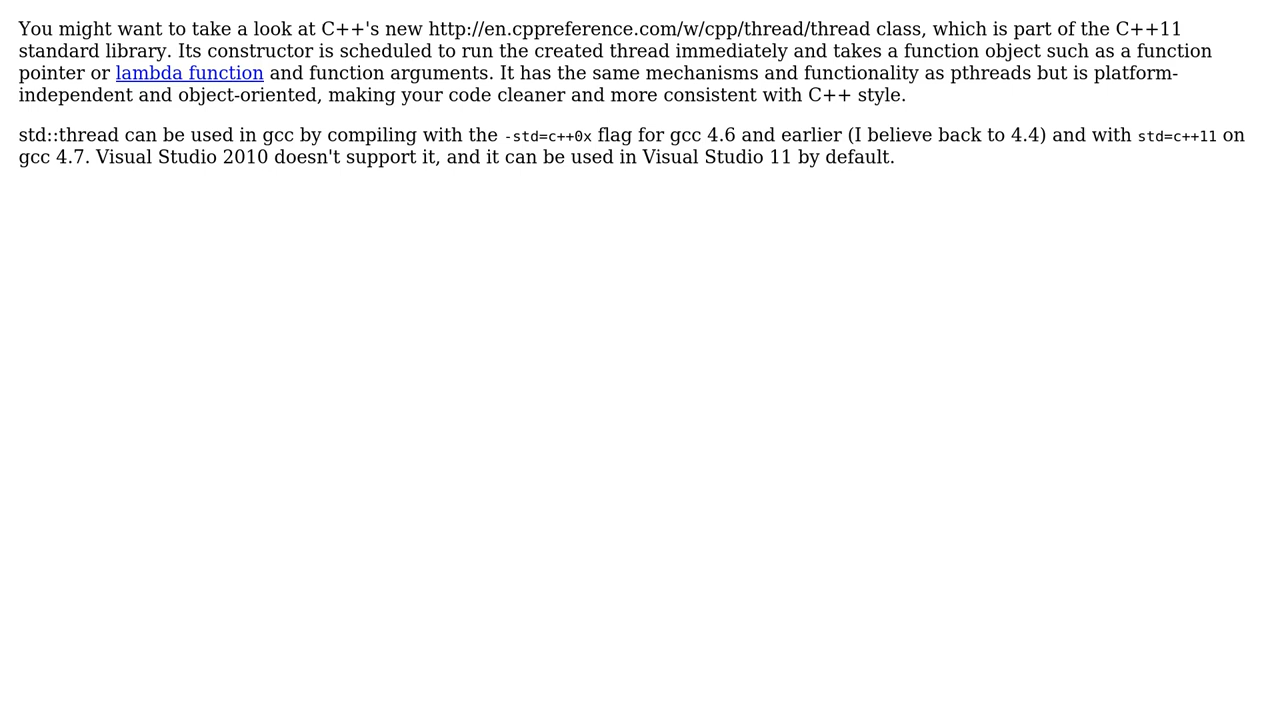 You might want to take a look at C++'s new http://en.cppreference.com/w/cpp/thread/thread class, which is part of the C++11
standard library. Its constructor is scheduled to run the created thread immediately and takes a function object such as a function
pointer or lambda function and function arguments. It has the same mechanisms and functionality as pthreads but is platform-
independent and object-oriented, making your code cleaner and more consistent with C++ style.
std::thread can be used in gcc by compiling with the -std=c++0x flag for gcc 4.6 and earlier (I believe back to 4.4) and with std=c++11 on
gcc 4.7. Visual Studio 2010 doesn't support it, and it can be used in Visual Studio 11 by default.